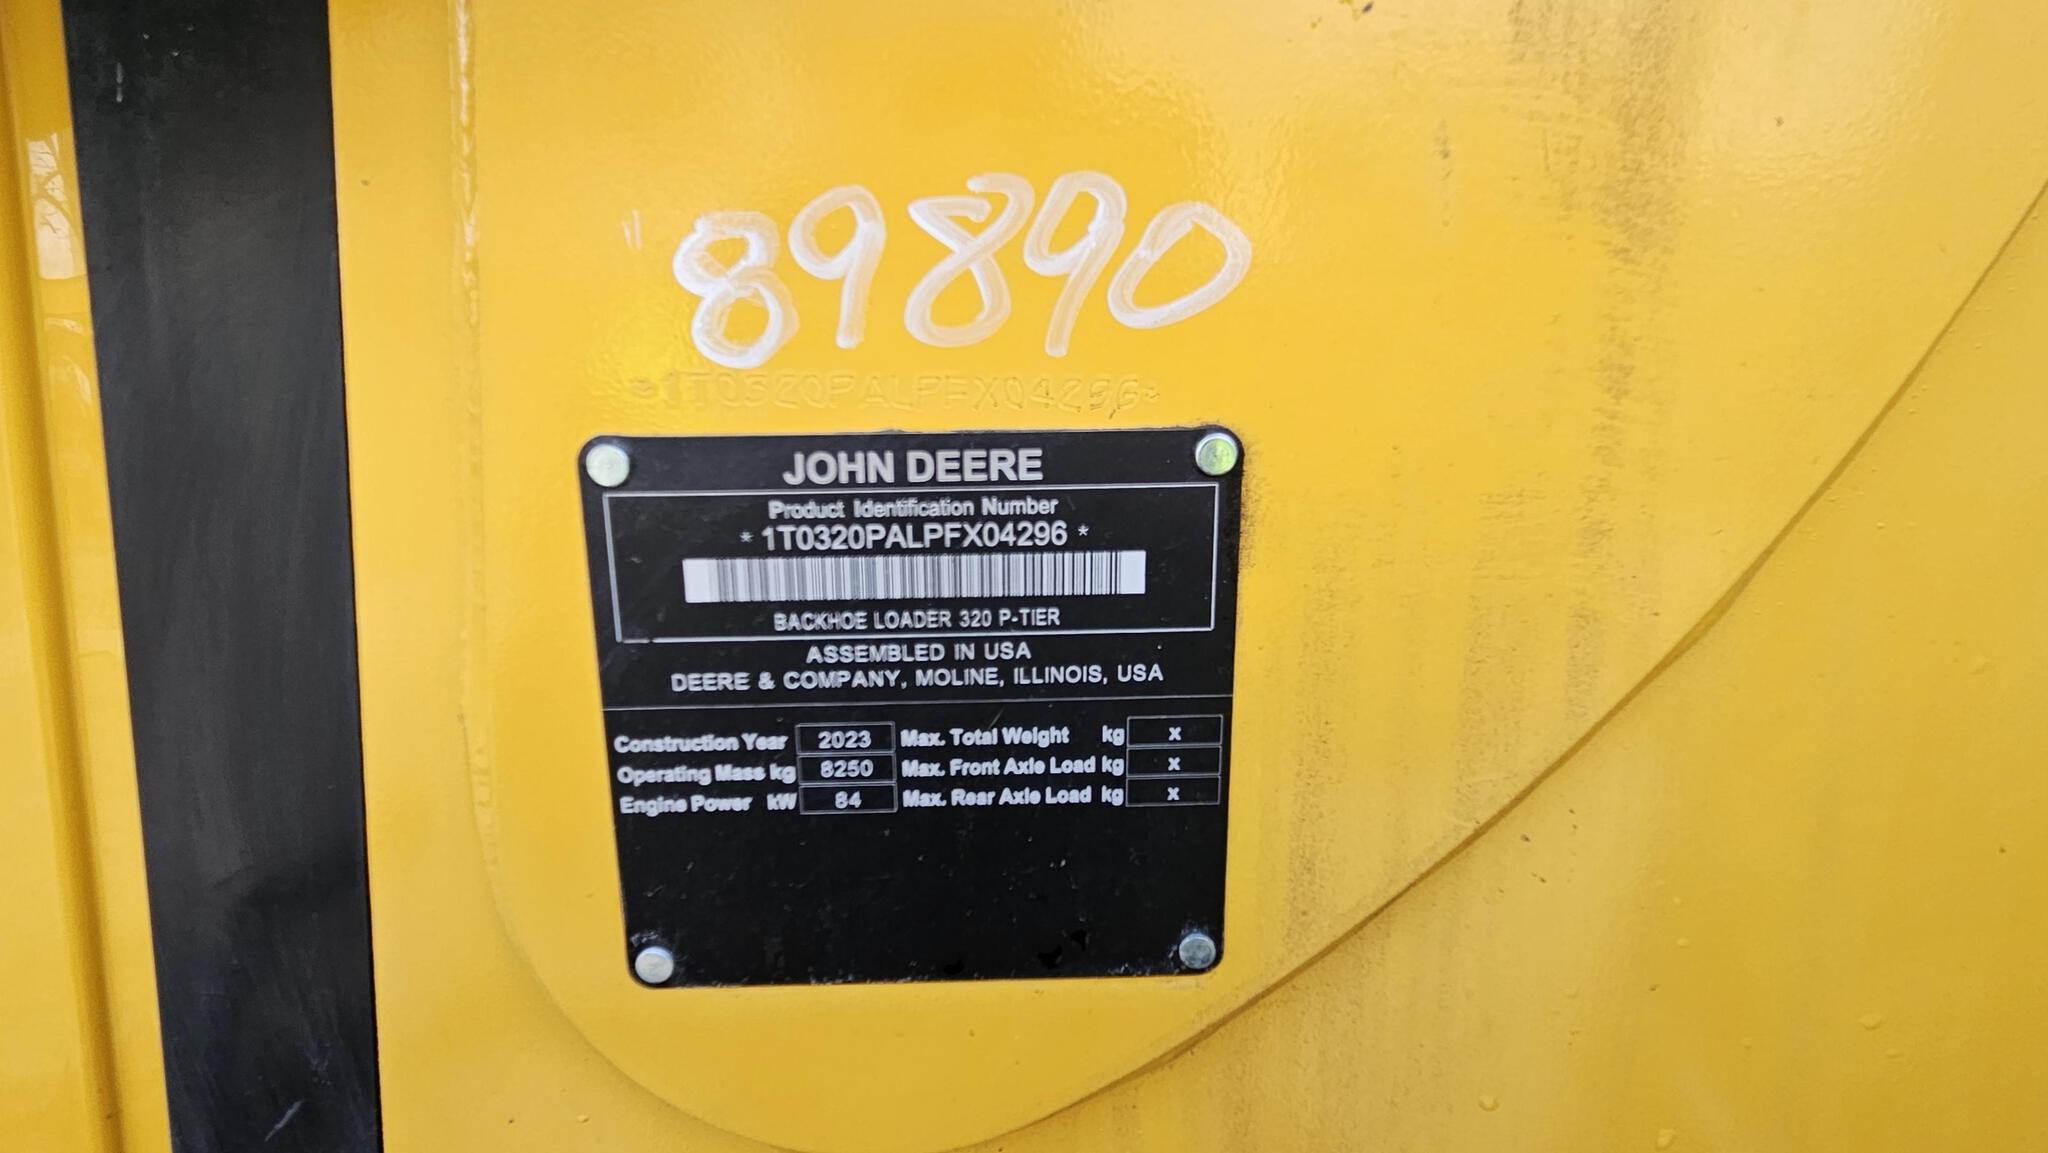 89890
*1T0320PALPFX04296*
JOHN DEERE
Product Identification Number
* 1T0320PALPFX04296 *
BACKHOE LOADER 320 P-TIER
ASSEMBLED IN USA
DEERE & COMPANY, MOLINE, ILLINOIS, USA
Construction Year 2023 Max. Total Weight kg x
Operating Mass kg 8250 Max. Front Axle Load kg x
Engine Power kW 84 Max. Rear Axle Load kg x